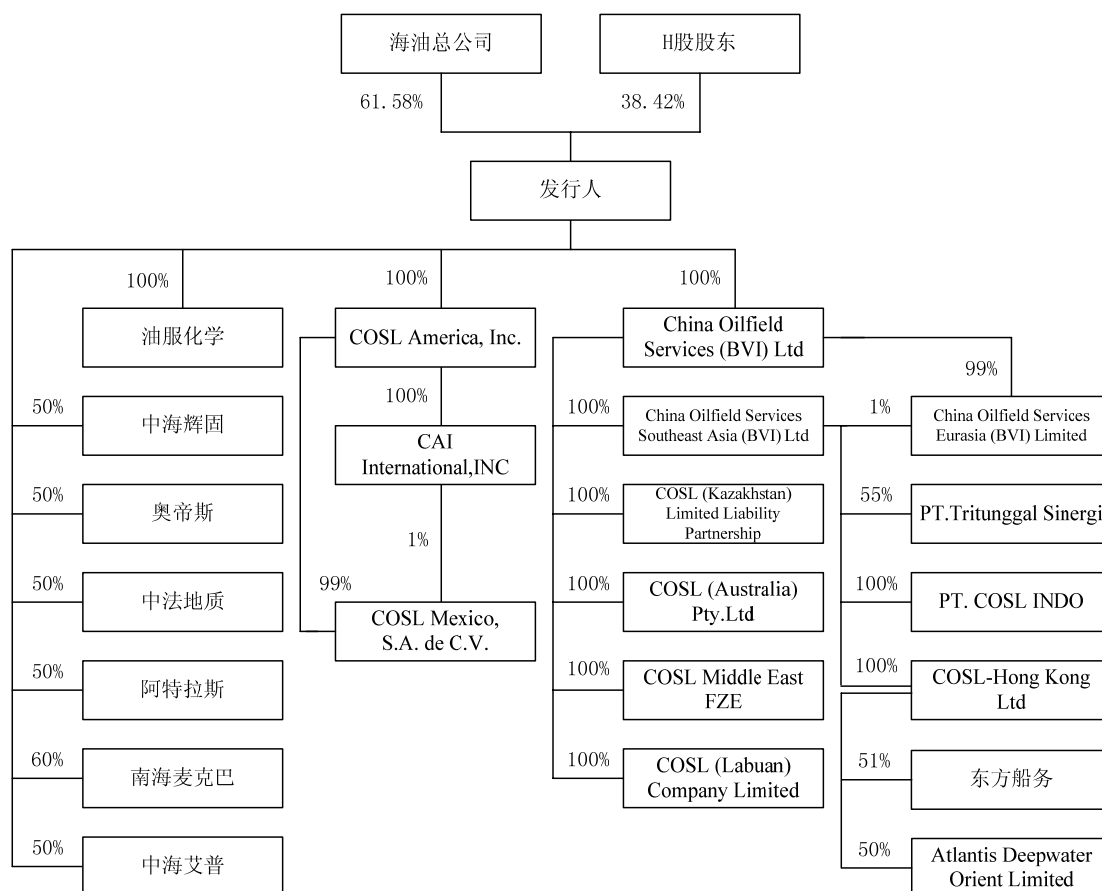 海油总公司
H股股东
61.58%
38.42%
发行人
100%
100%
100%
油服化学
COSL America, Inc.
China Oilfield
Services (BVI) Ltd
99%
50%
中海辉固
100%
CAI
International,INC
100%
China Oilfield Services
Southeast Asia (BVI) Ltd
1%
China Oilfield Services
Eurasia (BVI) Limited
50%
奥帝斯
100%
COSL (Kazakhstan)
Limited Liability
Partnership
55%
PT.Tritunggal Sinergi
1%
50%
中法地质
99%
COSL Mexico,
S.A. de C.V.
100%
COSL (Australia)
Pty.Ltd
100%
PT. COSL INDO
50%
阿特拉斯
100%
COSL Middle East
FZE
100%
COSL-Hong Kong
Ltd
60%
南海麦克巴
100%
COSL (Labuan)
Company Limited
51%
东方船务
50%
中海艾普
50%
Atlantis Deepwater
Orient Limited